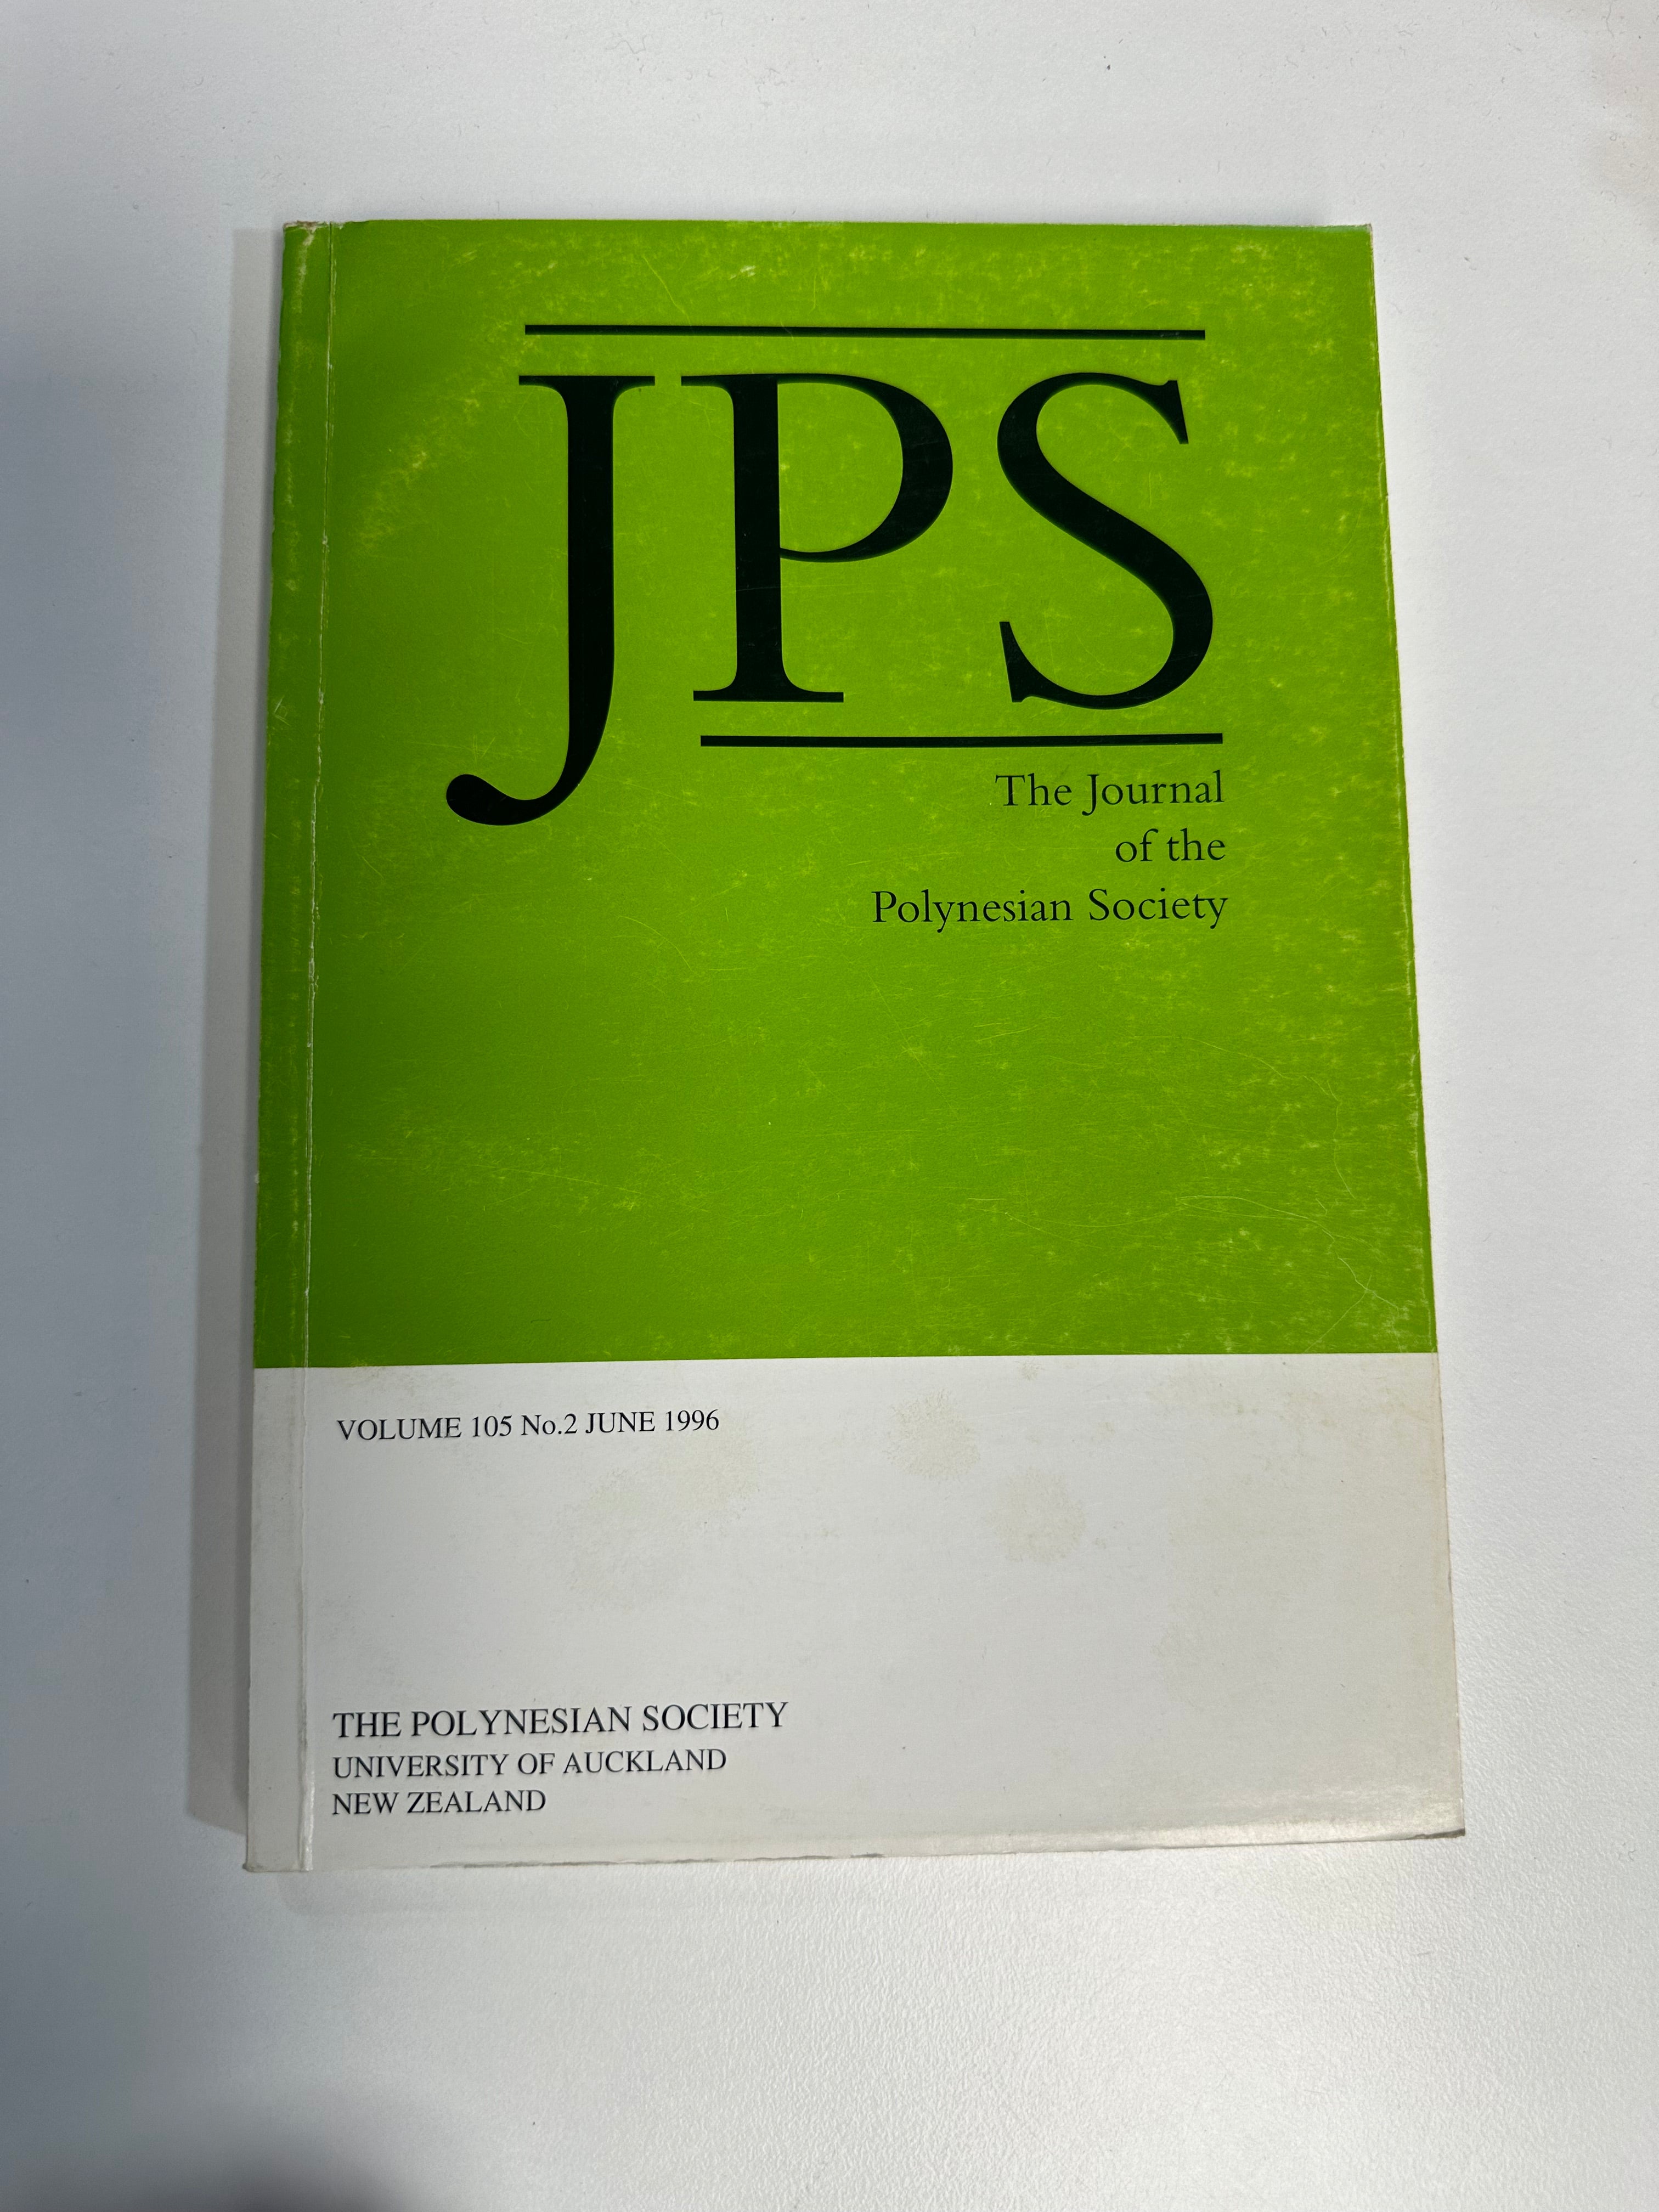 JPS
The Journal
of the
Polynesian Society
VOLUME 105 No.2 JUNE 1996
THE POLYNESIAN SOCIETY
UNIVERSITY OF AUCKLAND
NEW ZEALAND